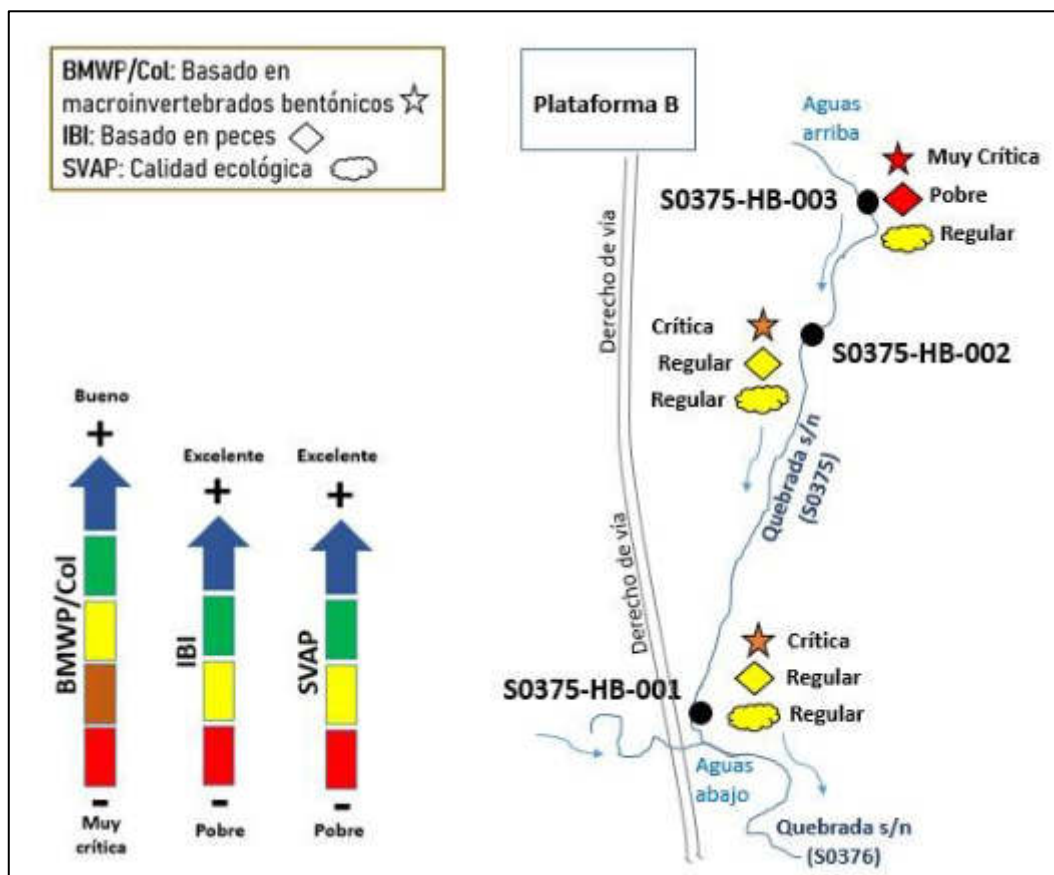 BMWP/Col: Basado en
macroinvertebrados bentónicos
IBI: Basado en peces
SVAP: Calidad ecológica
Plataforma B
Aguas
arriba
Muy Crítica
Pobre
Regular
S0375-HB-003
Derecho de vía
Crítica
Regular
Regular
S0375-HB-002
Quebrada s/n
(S0375)
Derecho de vía
Crítica
Regular
Regular
S0375-HB-001
Aguas
abajo
Quebrada s/n
(S0376)
Bueno
+
BMWP/Col
-
Muy
crítica
Excelente
+
IBI
-
Pobre
Excelente
+
SVAP
-
Pobre